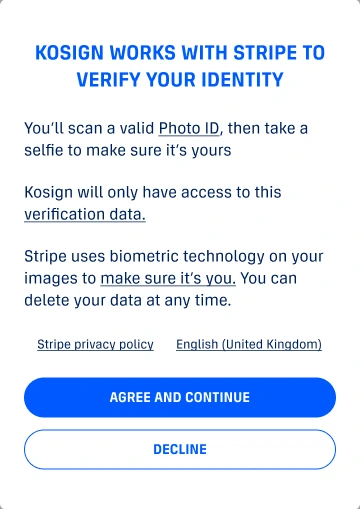 KOSIGN WORKS WITH STRIPE TO
VERIFY YOUR IDENTITY
You'll scan a valid Photo ID, then take a
selfie to make sure it's yours
Kosign will only have access to this
verification data.
Stripe uses biometric technology on your
images to make sure it's you. You can
delete your data at any time.
Stripe privacy policy English (United Kingdom)
AGREE AND CONTINUE
DECLINE